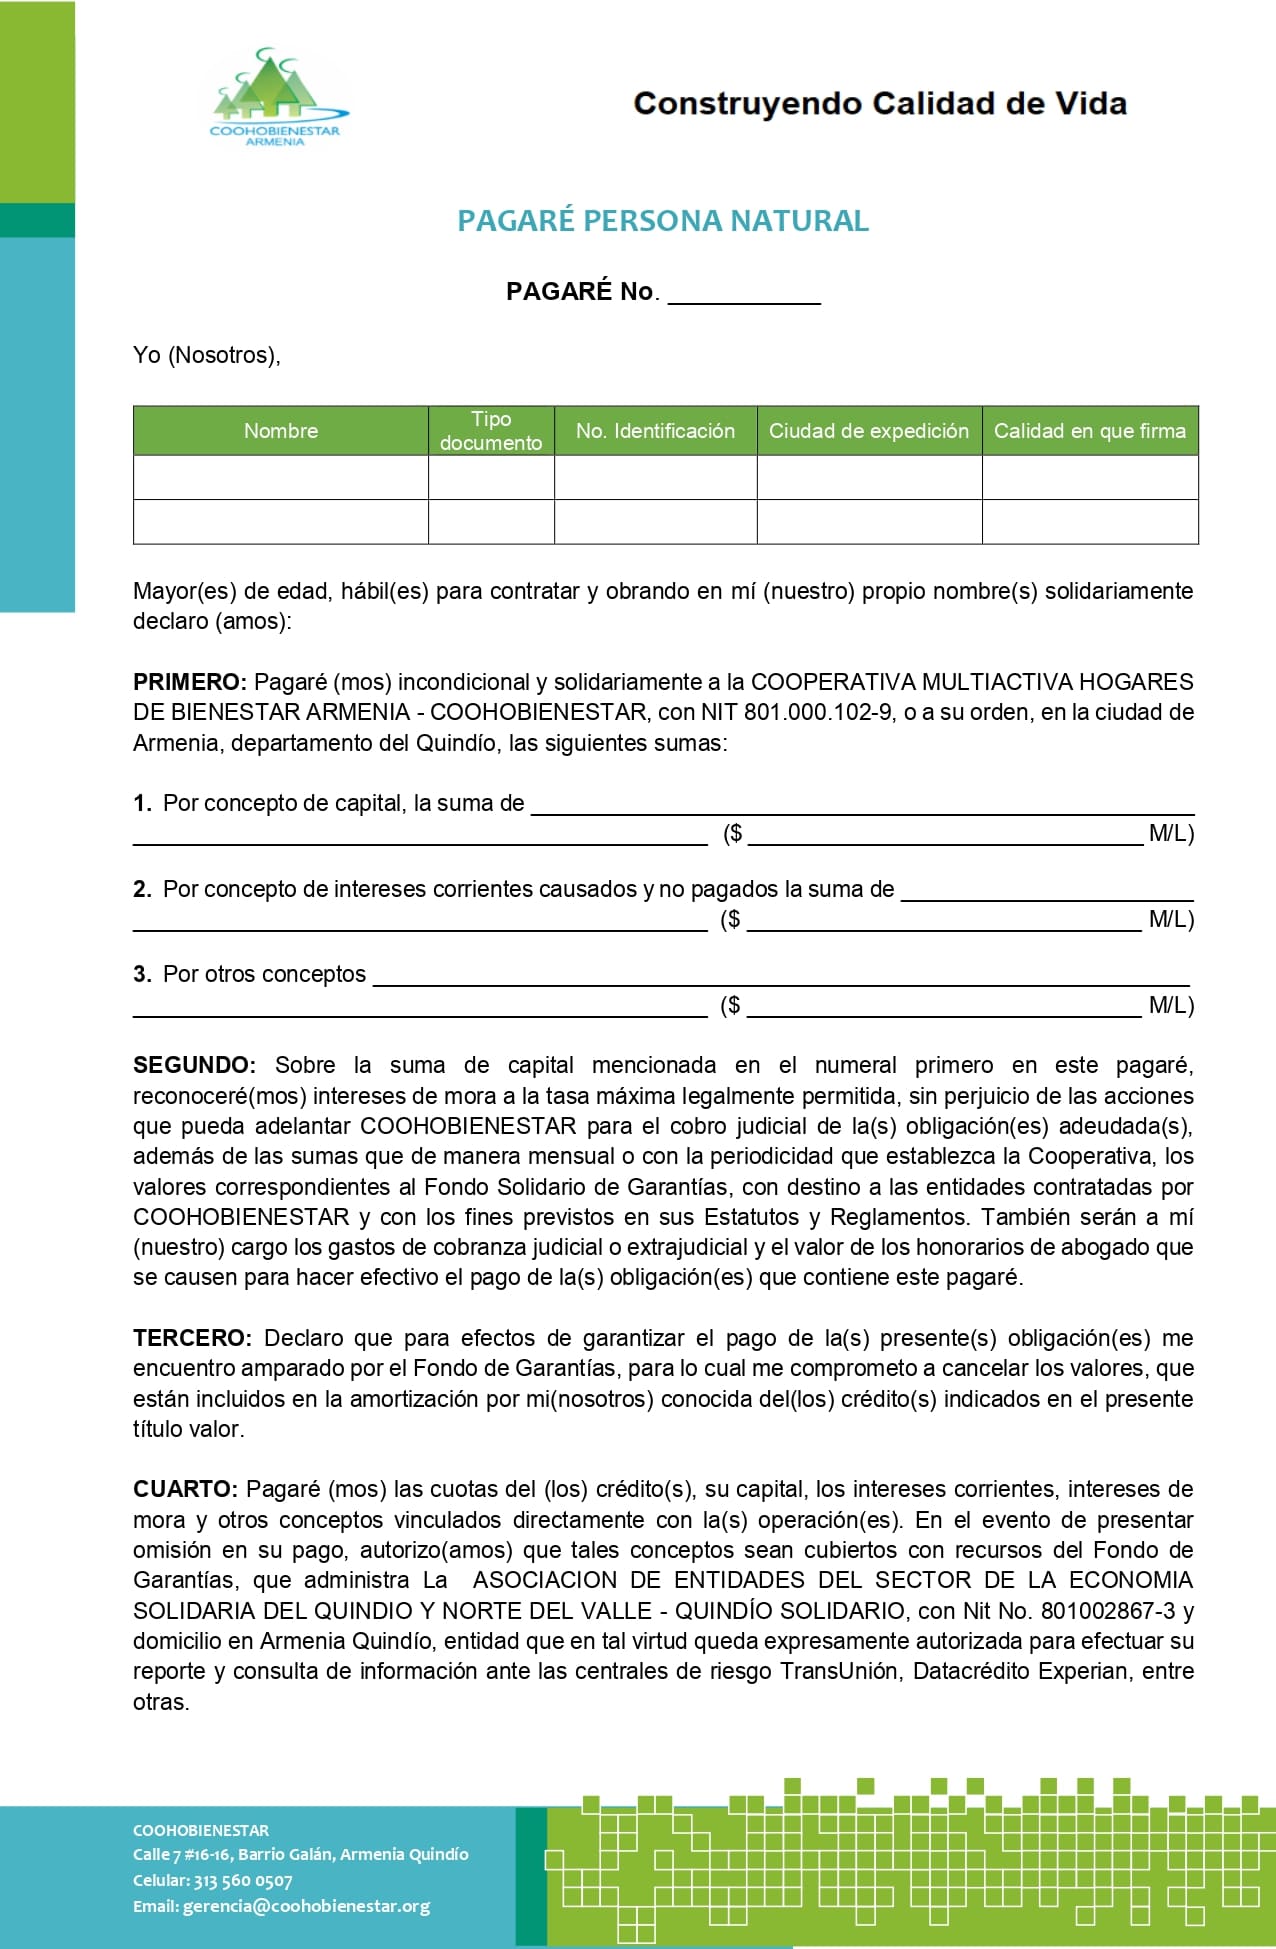 COOHOBIENESTAR
ARMENIA
Construyendo Calidad de Vida
PAGARÉ PERSONA NATURAL
PAGARÉ No. ___________
Yo (Nosotros),
Nombre
Tipo documento
No. Identificación
Ciudad de expedición
Calidad en que firma
Mayor(es) de edad, hábil(es) para contratar y obrando en mí (nuestro) propio nombre(s) solidariamente
declaro (amos):
PRIMERO: Pagaré (mos) incondicional y solidariamente a la COOPERATIVA MULTIACTIVA HOGARES
DE BIENESTAR ARMENIA - COOHOBIENESTAR, con NIT 801.000.102-9, o a su orden, en la ciudad de
Armenia, departamento del Quindío, las siguientes sumas:
1. Por concepto de capital, la suma de ___________
___________ ($ ___________ M/L)
2. Por concepto de intereses corrientes causados y no pagados la suma de ___________
___________ ($ ___________ M/L)
3. Por otros conceptos ___________
___________ ($ ___________ M/L)
SEGUNDO: Sobre la suma de capital mencionada en el numeral primero en este pagaré,
reconoceré(mos) intereses de mora a la tasa máxima legalmente permitida, sin perjuicio de las acciones
que pueda adelantar COOHOBIENESTAR para el cobro judicial de la(s) obligación(es) adeudada(s),
además de las sumas que de manera mensual o con la periodicidad que establezca la Cooperativa, los
valores correspondientes al Fondo Solidario de Garantías, con destino a las entidades contratadas por
COOHOBIENESTAR y con los fines previstos en sus Estatutos y Reglamentos. También serán a mí
(nuestro) cargo los gastos de cobranza judicial o extrajudicial y el valor de los honorarios de abogado que
se causen para hacer efectivo el pago de la(s) obligación(es) que contiene este pagaré.
TERCERO: Declaro que para efectos de garantizar el pago de la(s) presente(s) obligación(es) me
encuentro amparado por el Fondo de Garantías, para lo cual me comprometo a cancelar los valores, que
están incluidos en la amortización por mi(nosotros) conocida del(los) crédito(s) indicados en el presente
título valor.
CUARTO: Pagaré (mos) las cuotas del (los) crédito(s), su capital, los intereses corrientes, intereses de
mora y otros conceptos vinculados directamente con la(s) operación(es). En el evento de presentar
omisión en su pago, autorizo(amos) que tales conceptos sean cubiertos con recursos del Fondo de
Garantías, que administra La ASOCIACION DE ENTIDADES DEL SECTOR DE LA ECONOMIA
SOLIDARIA DEL QUINDIO Y NORTE DEL VALLE - QUINDÍO SOLIDARIO, con Nit No. 801002867-3 y
domicilio en Armenia Quindío, entidad que en tal virtud queda expresamente autorizada para efectuar su
reporte y consulta de información ante las centrales de riesgo TransUnión, Datacrédito Experian, entre
otras.
COOHOBIENESTAR
Calle 7 #16-16, Barrio Galán, Armenia Quindío
Celular: 313 560 0507
Email: gerencia@coohobienestar.org